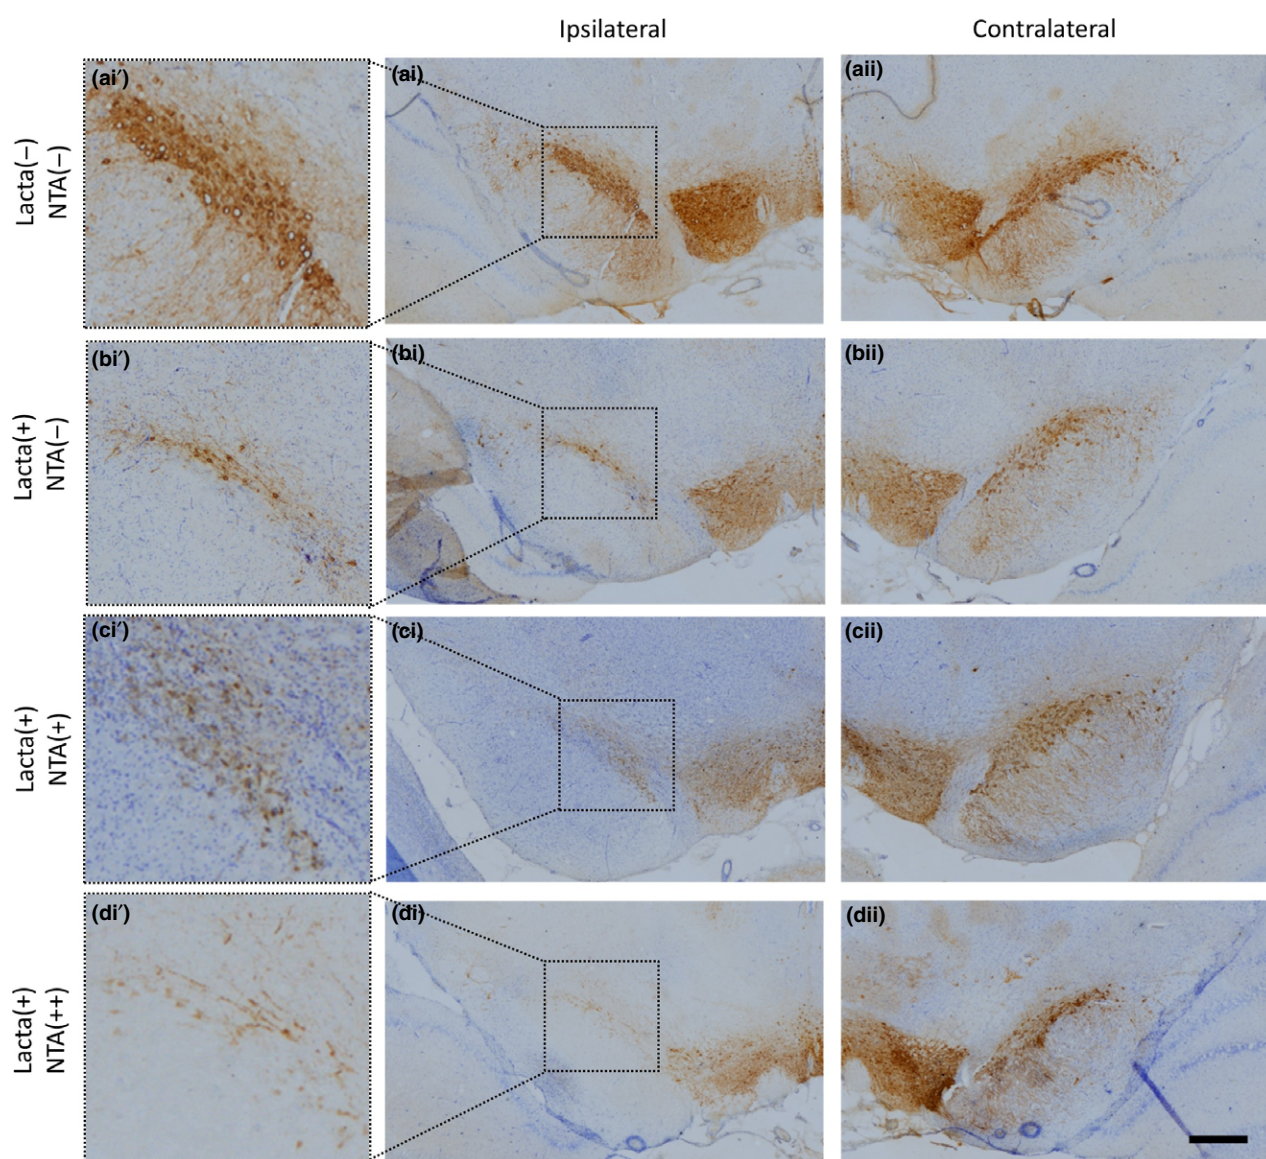 Ipsilateral
Contralateral
Lacta(−)
NTA(−)
(ai′)
(ai)
(aii)
Lacta(+)
NTA(−)
(bi′)
(bi)
(bii)
Lacta(+)
NTA(+)
(ci′)
(ci)
(cii)
Lacta(+)
NTA(++)
(di′)
(di)
(dii)